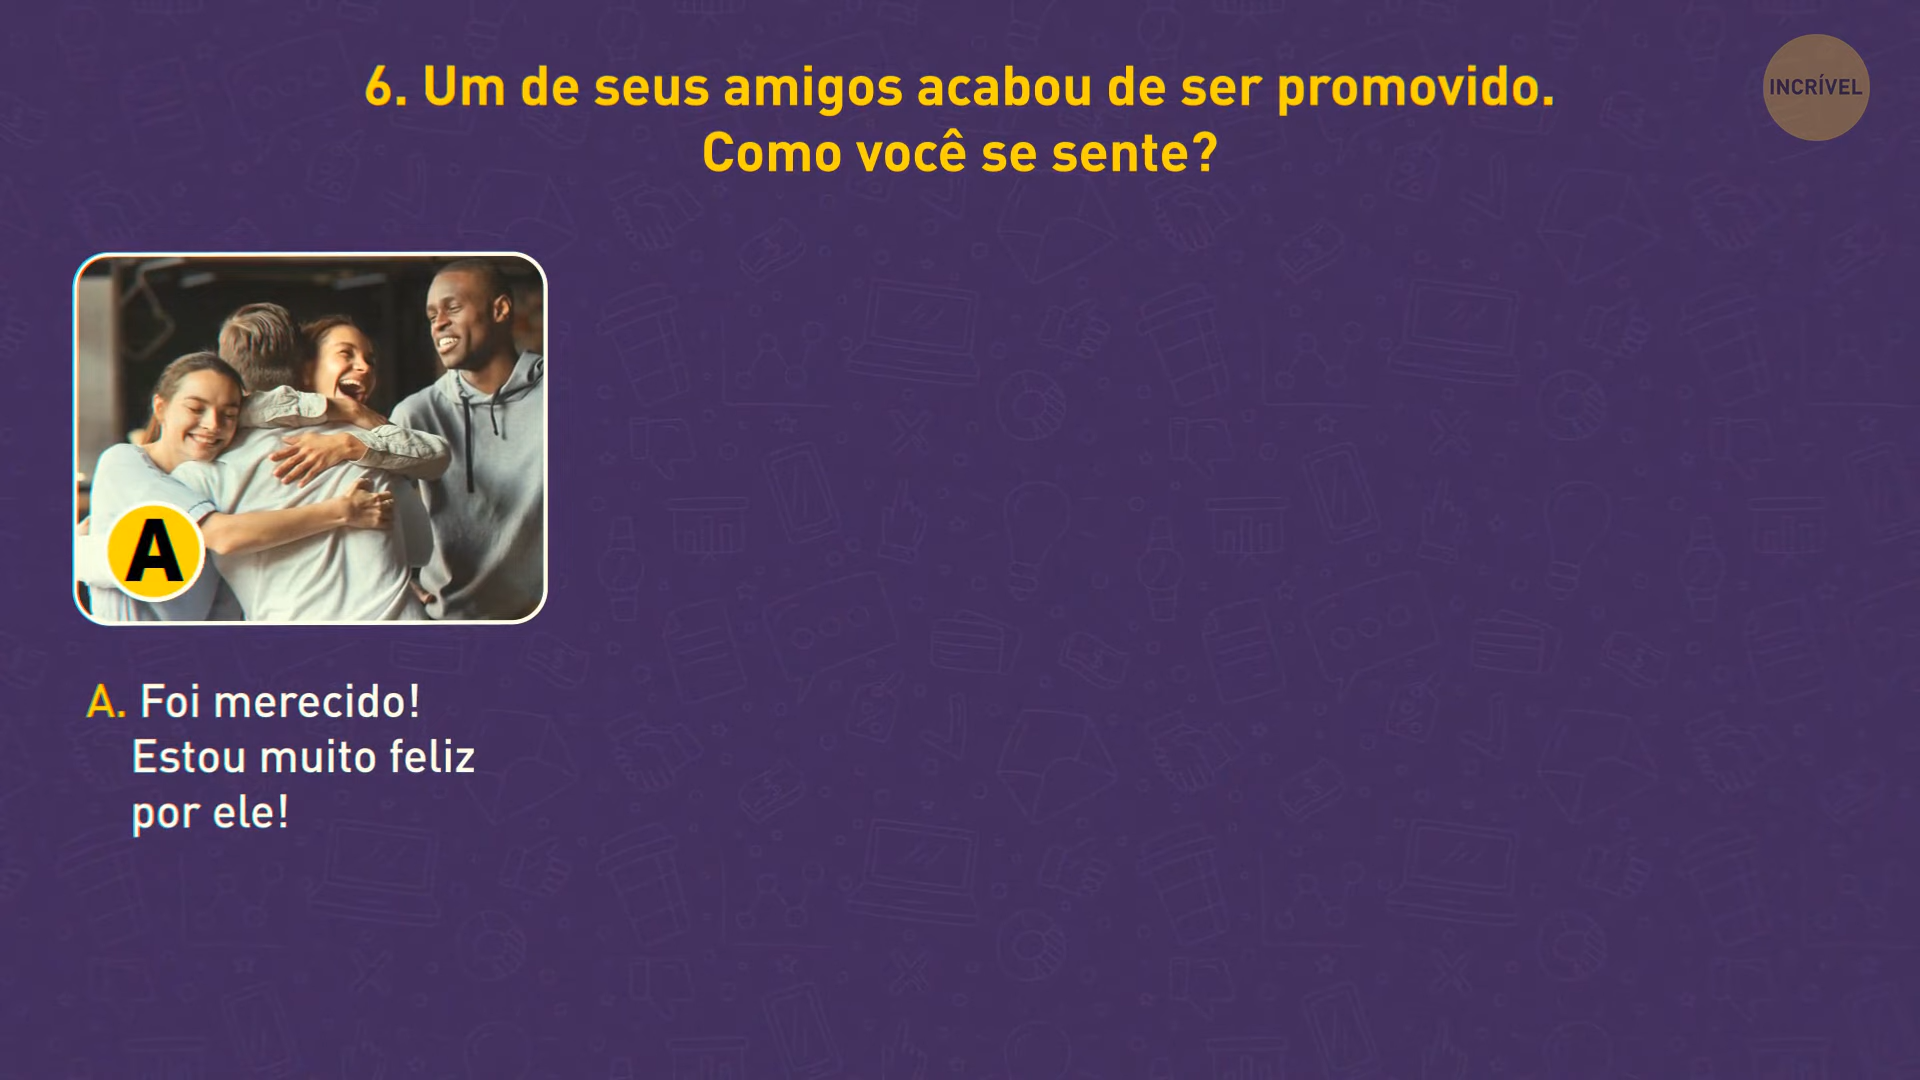 6. Um de seus amigos acabou de ser promovido.
Como você se sente?
INCRÍVEL
A
A. Foi merecido!
Estou muito feliz
por ele!